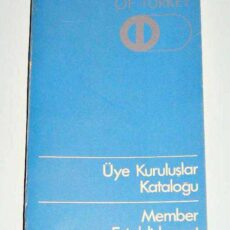 OF TURKEY
Üye Kuruluşlar
Kataloğu
Member